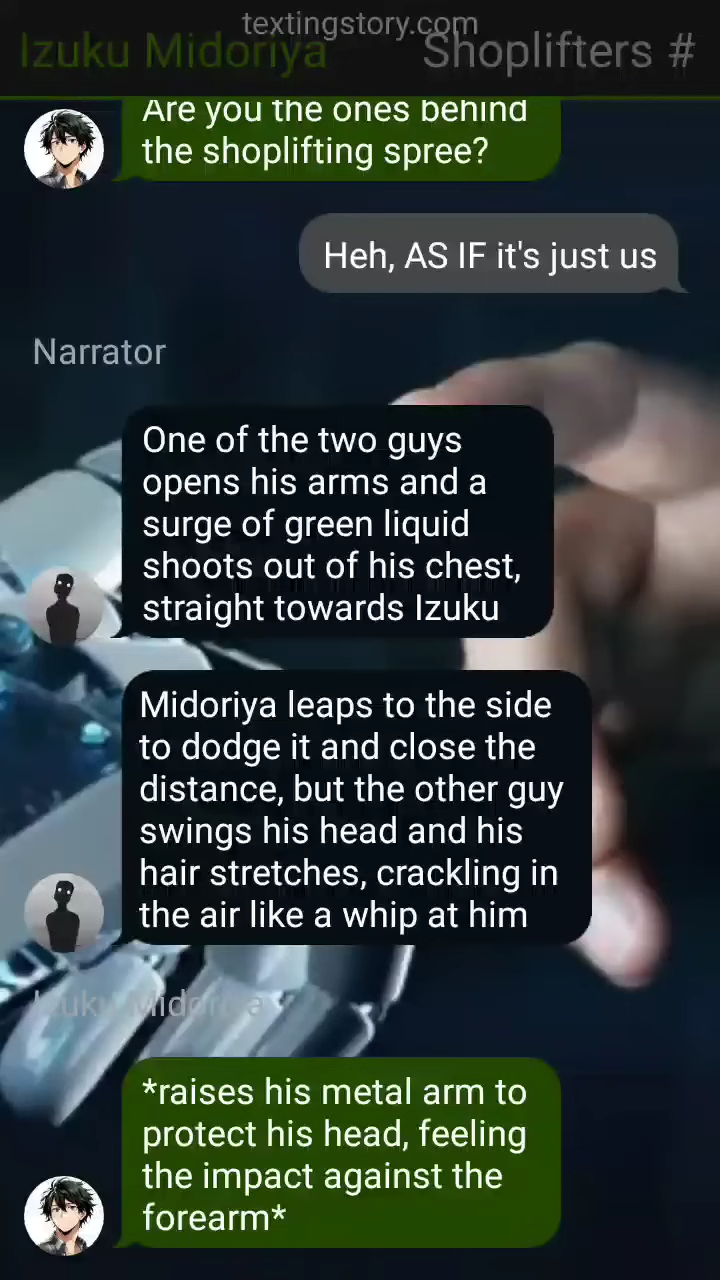 textingstory.com
Izuku Midoriya Shoplifters #
Are you the ones behind
the shoplifting spree?
Heh, AS IF it's just us
Narrator
One of the two guys
opens his arms and a
surge of green liquid
shoots out of his chest,
straight towards Izuku
Midoriya leaps to the side
to dodge it and close the
distance, but the other guy
swings his head and his
hair stretches, crackling in
the air like a whip at him
Izuku Midoriya
*raises his metal arm to
protect his head, feeling
the impact against the
forearm*